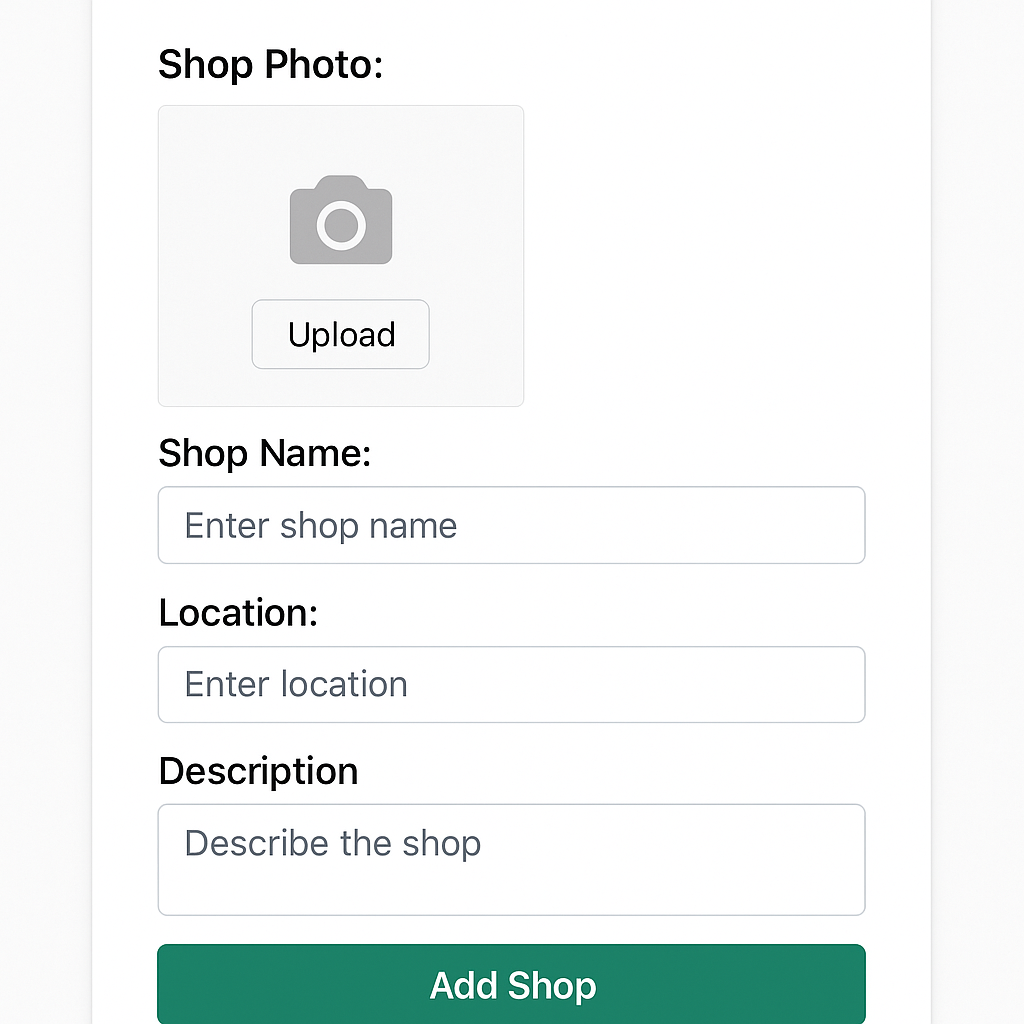 Shop Photo:
Upload
Shop Name:
Enter shop name
Location:
Enter location
Description
Describe the shop
Add Shop